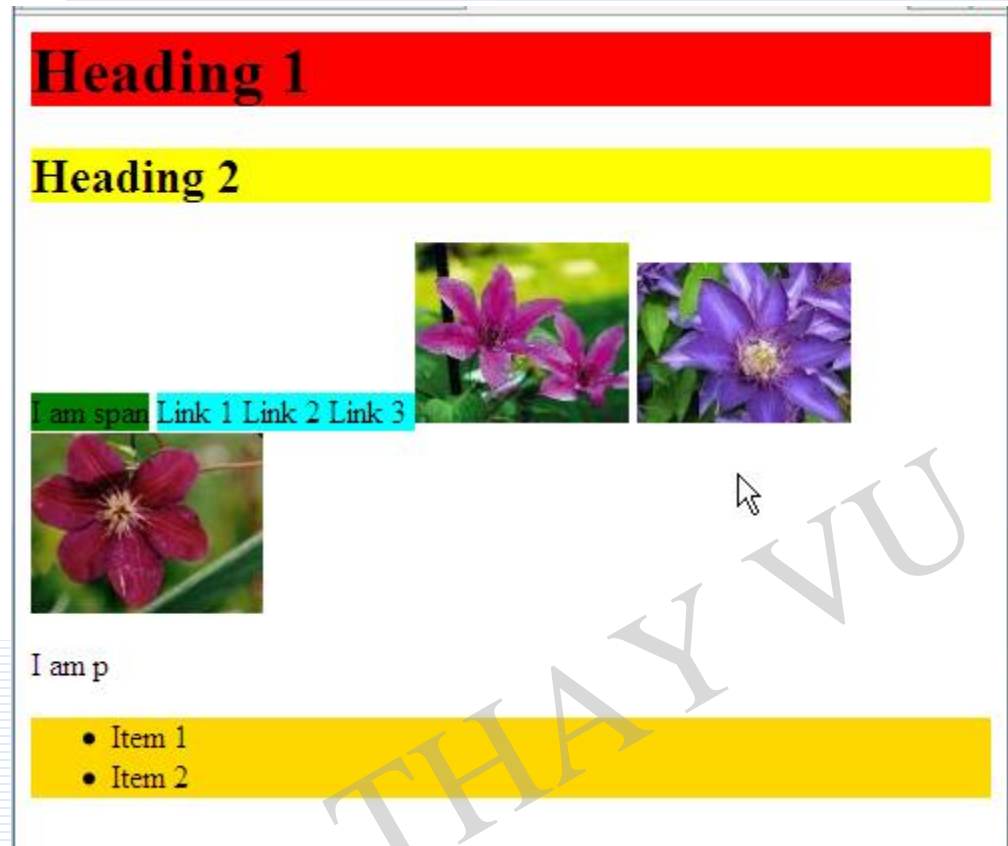 Heading 1
Heading 2
I am span Link 1 Link 2 Link 3
I am p
Item 1
Item 2
THAY VU